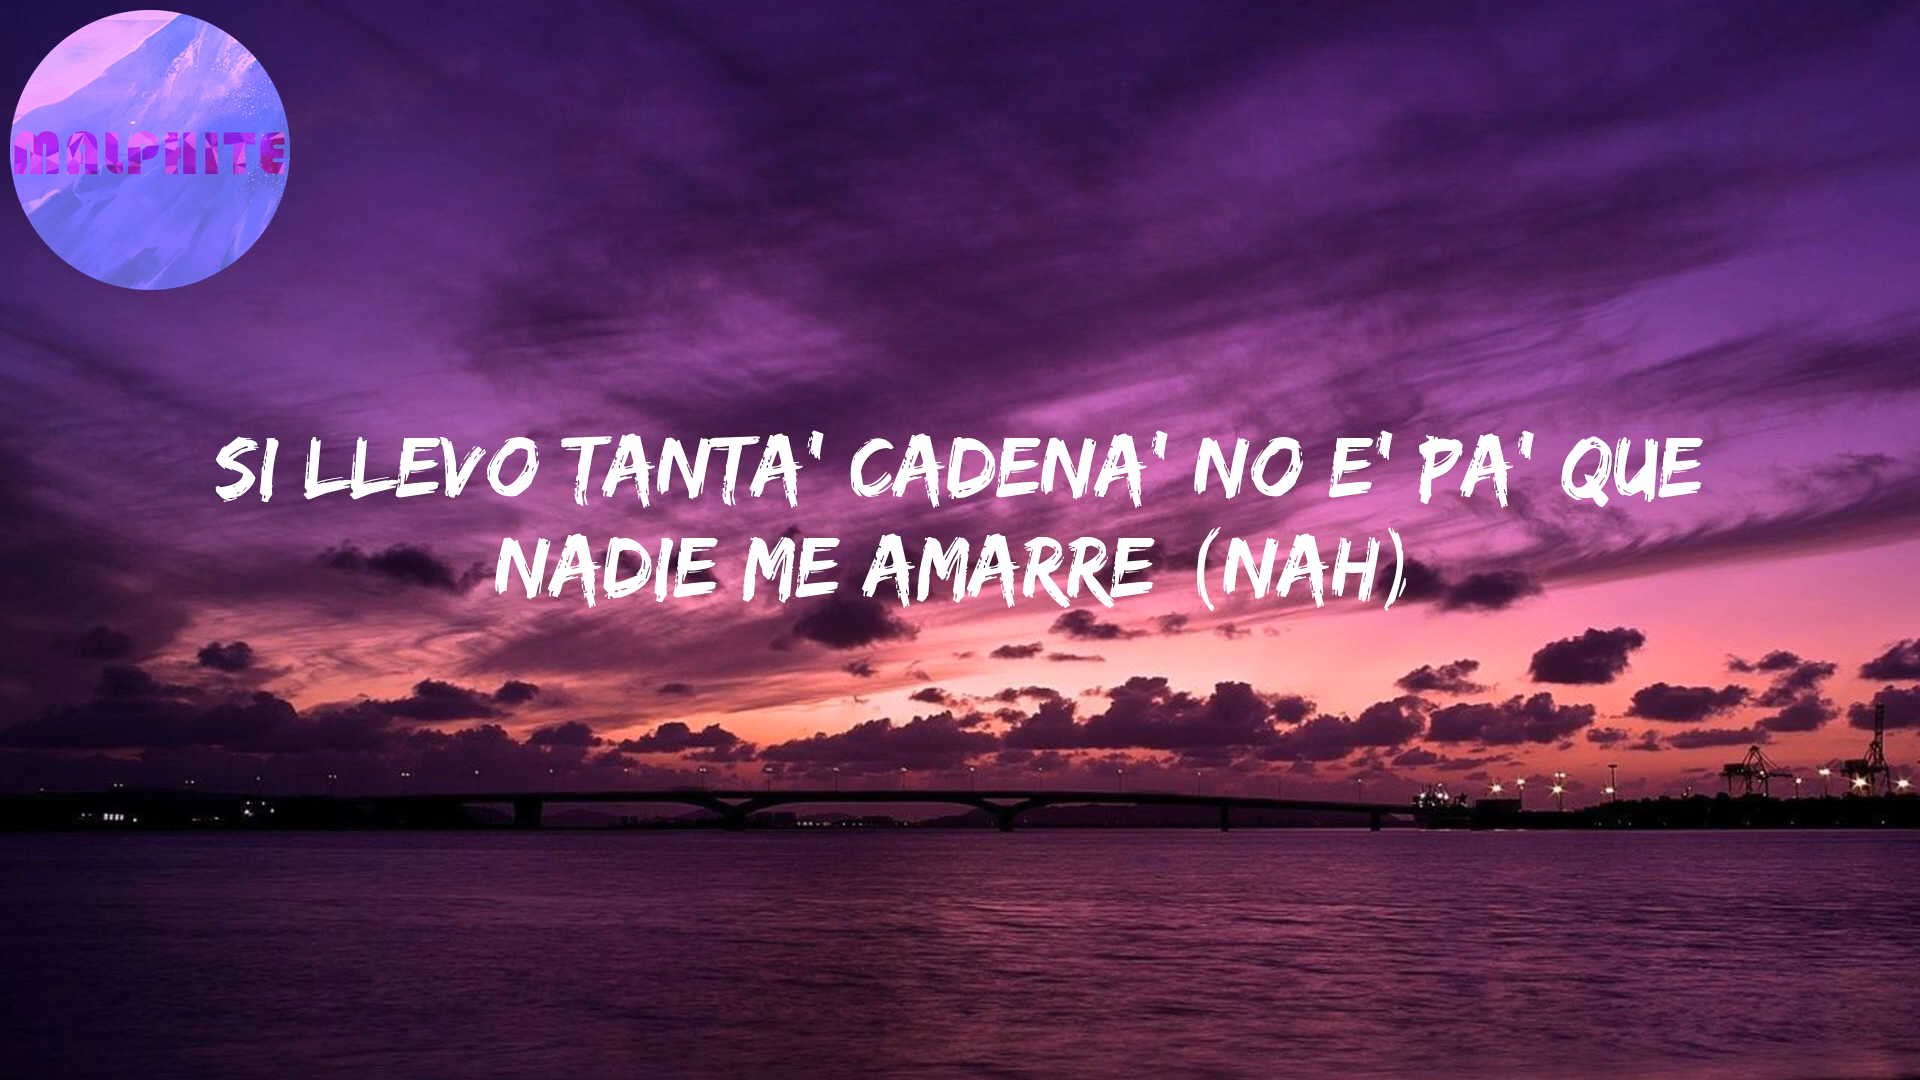 MALPHITE
SI LLEVO TANTA' CADENA' NO E' PA' QUE
NADIE ME AMARRE (NAH)